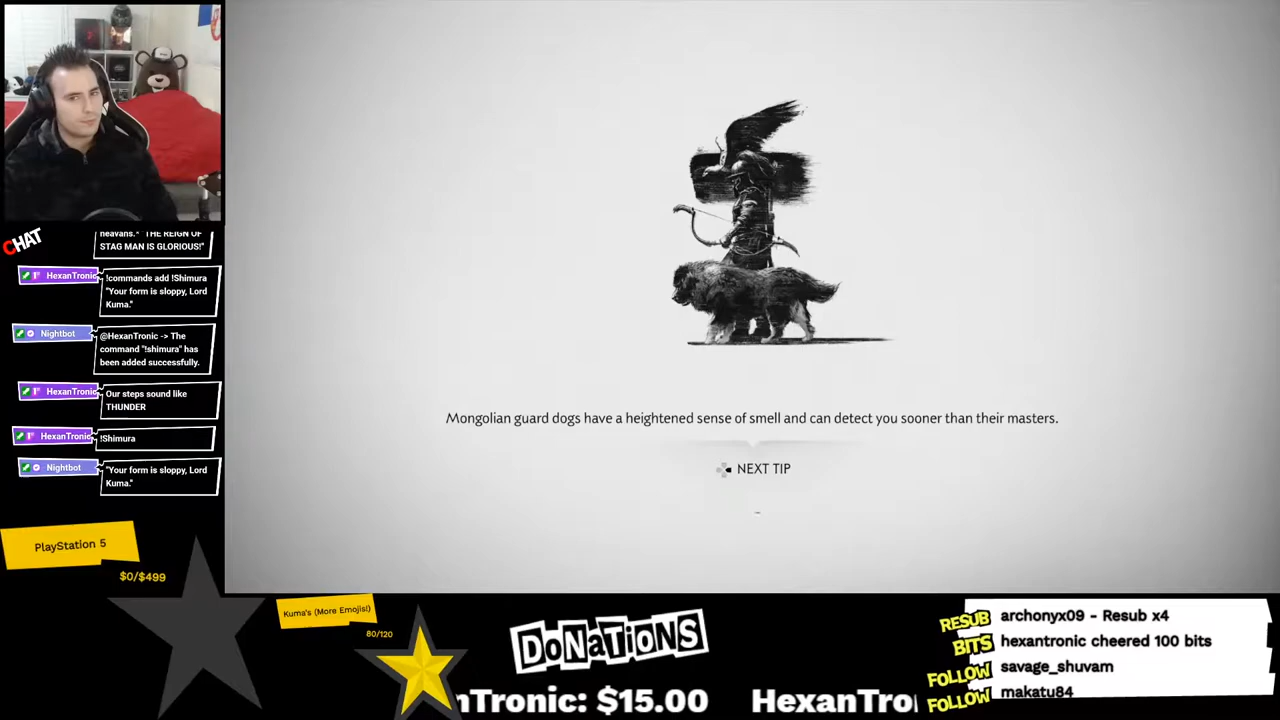 CHAT
heavans.* "THE REIGN OF
STAG MAN IS GLORIOUS!"
HexanTronic
!commands add !Shimura
"Your form is sloppy, Lord
Kuma."
Nightbot
@HexanTronic -> The
command "!shimura" has
been added successfully.
HexanTronic
Our steps sound like
THUNDER
HexanTronic
!Shimura
Nightbot
"Your form is sloppy, Lord
Kuma."
Mongolian guard dogs have a heightened sense of smell and can detect you sooner than their masters.
NEXT TIP
PlayStation 5
$0/$499
Kuma's (More Emojis!)
80/120
DoNaTiONS
nTronic: $15.00 HexanTro
RESUB archonyx09 - Resub x4
BITS hexantronic cheered 100 bits
FOLLOW savage_shuvam
FOLLOW makatu84